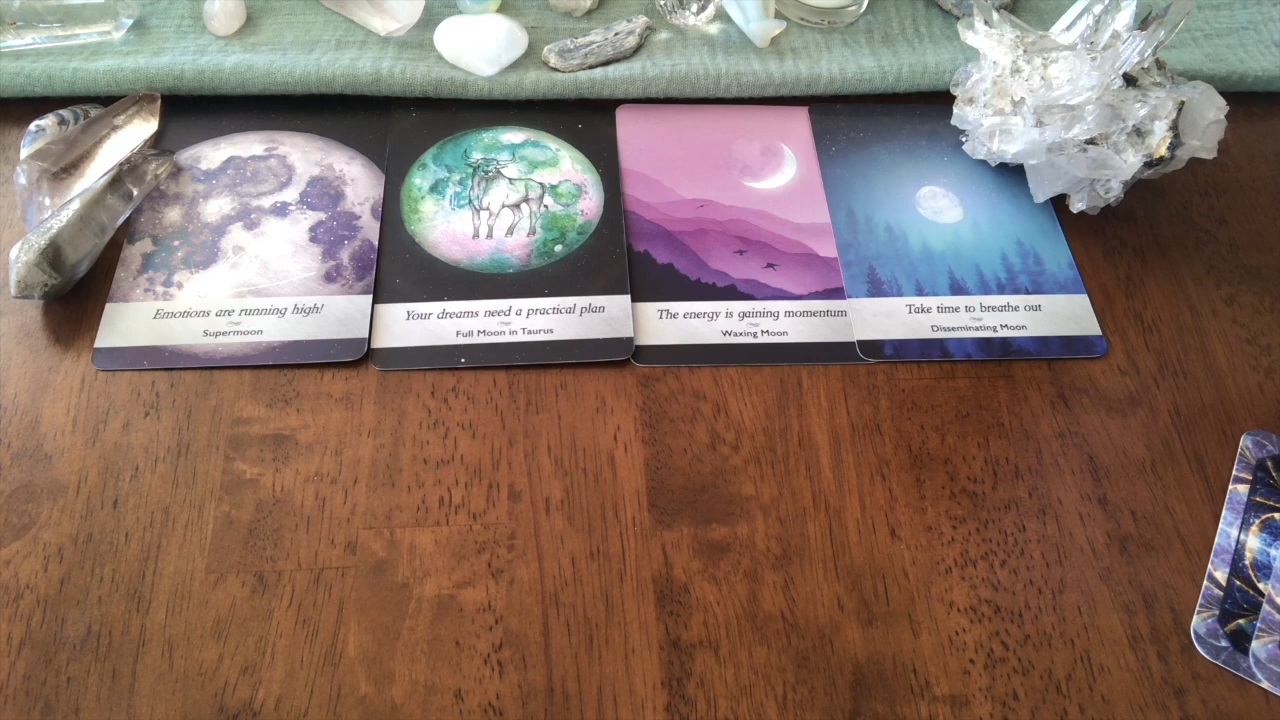 Emotions are running high!
Supermoon
Your dreams need a practical plan
Full Moon in Taurus
The energy is gaining momentum
Waxing Moon
Take time to breathe out
Disseminating Moon